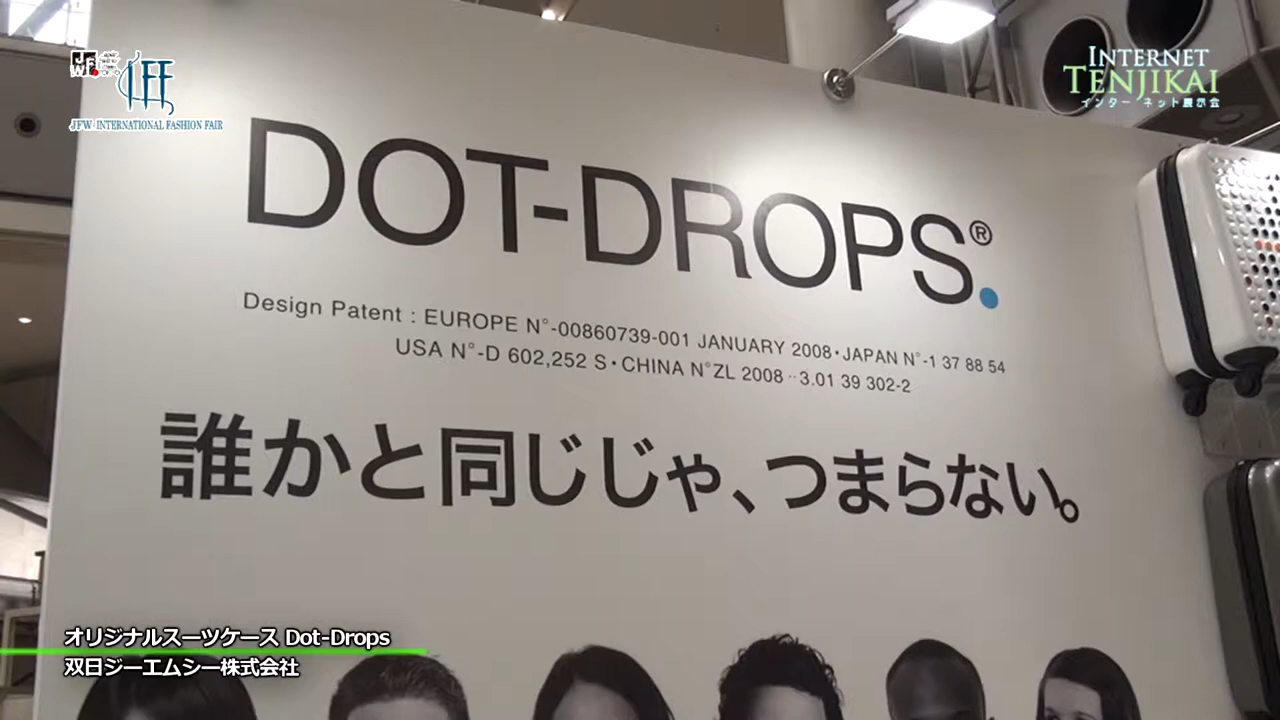 JFW
IFF
JFW-INTERNATIONAL FASHION FAIR
INTERNET
TENJIKAI
インターネット展示会
DOT-DROPS®.
Design Patent : EUROPE N°-00860739-001 JANUARY 2008・JAPAN N°-1 37 88 54
USA N°-D 602,252 S・CHINA N°ZL 2008 ··3.01 39 302-2
誰かと同じじゃ、つまらない。
オリジナルスーツケース Dot-Drops
双日ジーエムシー株式会社